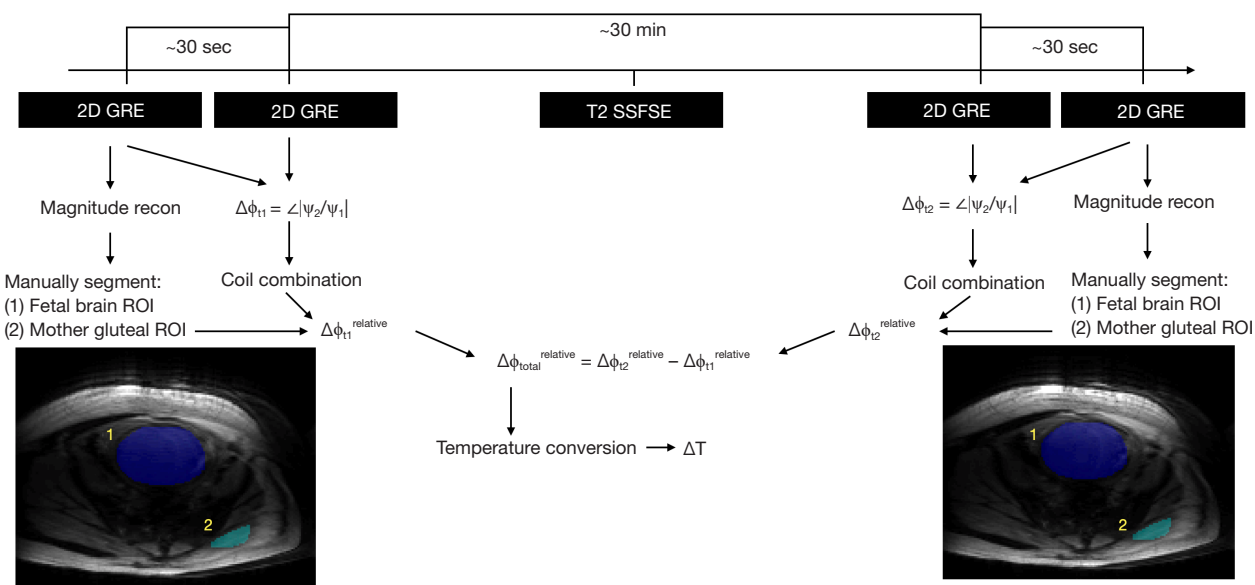 ~30 sec
~30 min
~30 sec
2D GRE
2D GRE
T2 SSFSE
2D GRE
2D GRE
Magnitude recon
Δϕt1 = ∠|ψ2/ψ1|
Δϕt2 = ∠|ψ2/ψ1|
Magnitude recon
Manually segment:
(1) Fetal brain ROI
(2) Mother gluteal ROI
Coil combination
Coil combination
Manually segment:
(1) Fetal brain ROI
(2) Mother gluteal ROI
Δϕt1relative
Δϕt2relative
Δϕtotalrelative = Δϕt2relative − Δϕt1relative
Temperature conversion
ΔT
1
2
1
2